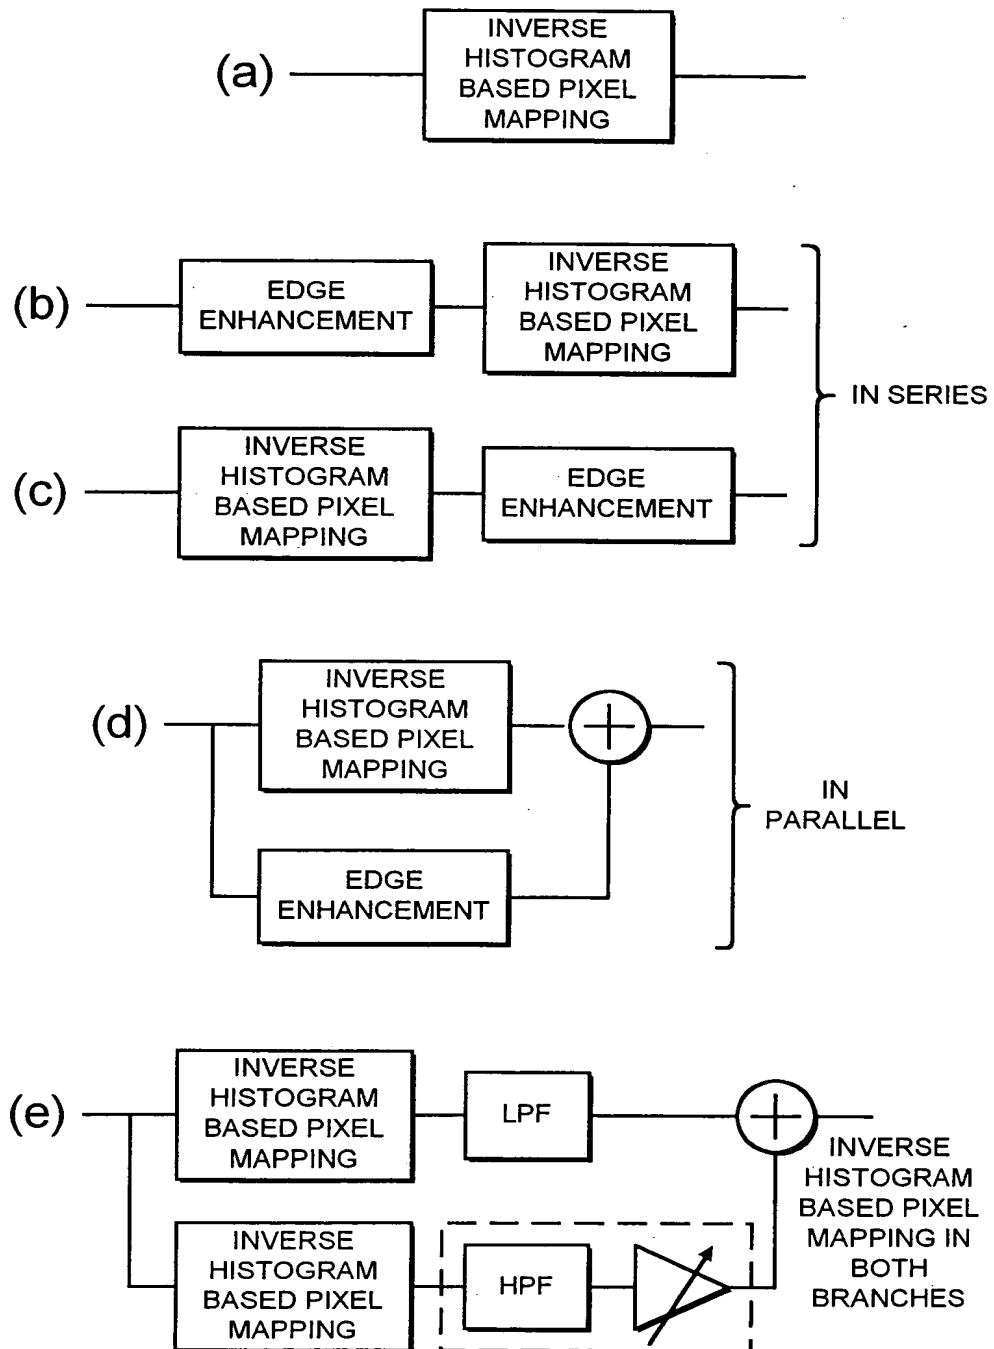 (a)
INVERSE
HISTOGRAM
BASED PIXEL
MAPPING
(b)
EDGE
ENHANCEMENT
INVERSE
HISTOGRAM
BASED PIXEL
MAPPING
(c)
INVERSE
HISTOGRAM
BASED PIXEL
MAPPING
EDGE
ENHANCEMENT
IN SERIES
(d)
INVERSE
HISTOGRAM
BASED PIXEL
MAPPING
EDGE
ENHANCEMENT
IN
PARALLEL
(e)
INVERSE
HISTOGRAM
BASED PIXEL
MAPPING
LPF
INVERSE
HISTOGRAM
BASED PIXEL
MAPPING
HPF
INVERSE
HISTOGRAM
BASED PIXEL
MAPPING IN
BOTH
BRANCHES